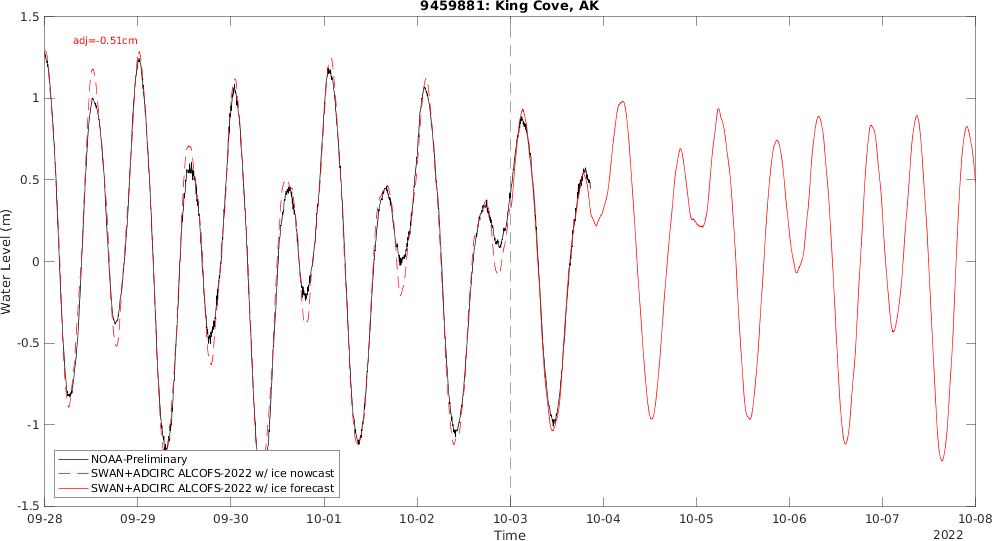 9459881: King Cove, AK
adj=-0.51cm
1.5
1
0.5
0
-0.5
-1
-1.5
Water Level (m)
NOAA-Preliminary
SWAN+ADCIRC ALCOFS-2022 w/ ice nowcast
SWAN+ADCIRC ALCOFS-2022 w/ ice forecast
09-28 09-29 09-30 10-01 10-02 10-03 10-04 10-05 10-06 10-07 10-08
Time
2022